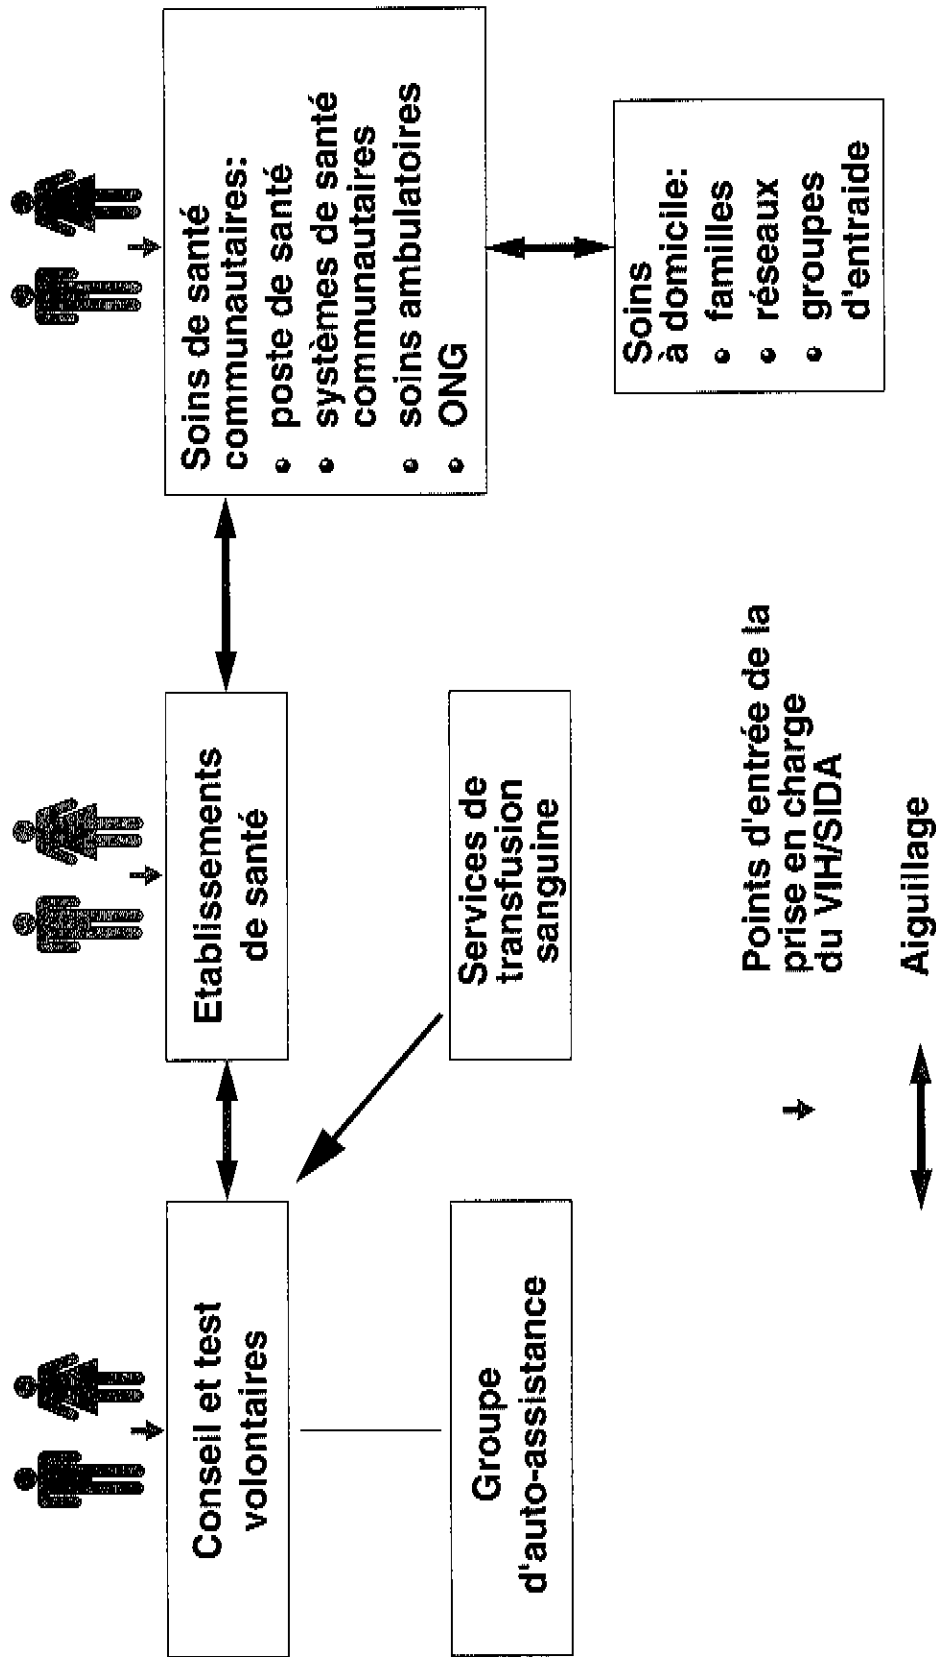 Conseil et test
volontaires
Etablissements
de santé
Soins de santé
communautaires:
poste de santé
systèmes de santé
communautaires
soins ambulatoires
ONG
Groupe
d'auto-assistance
Services de
transfusion
sanguine
Soins
à domicile:
familles
réseaux
groupes
d'entraide
Points d'entrée de la
prise en charge
du VIH/SIDA
Aiguillage